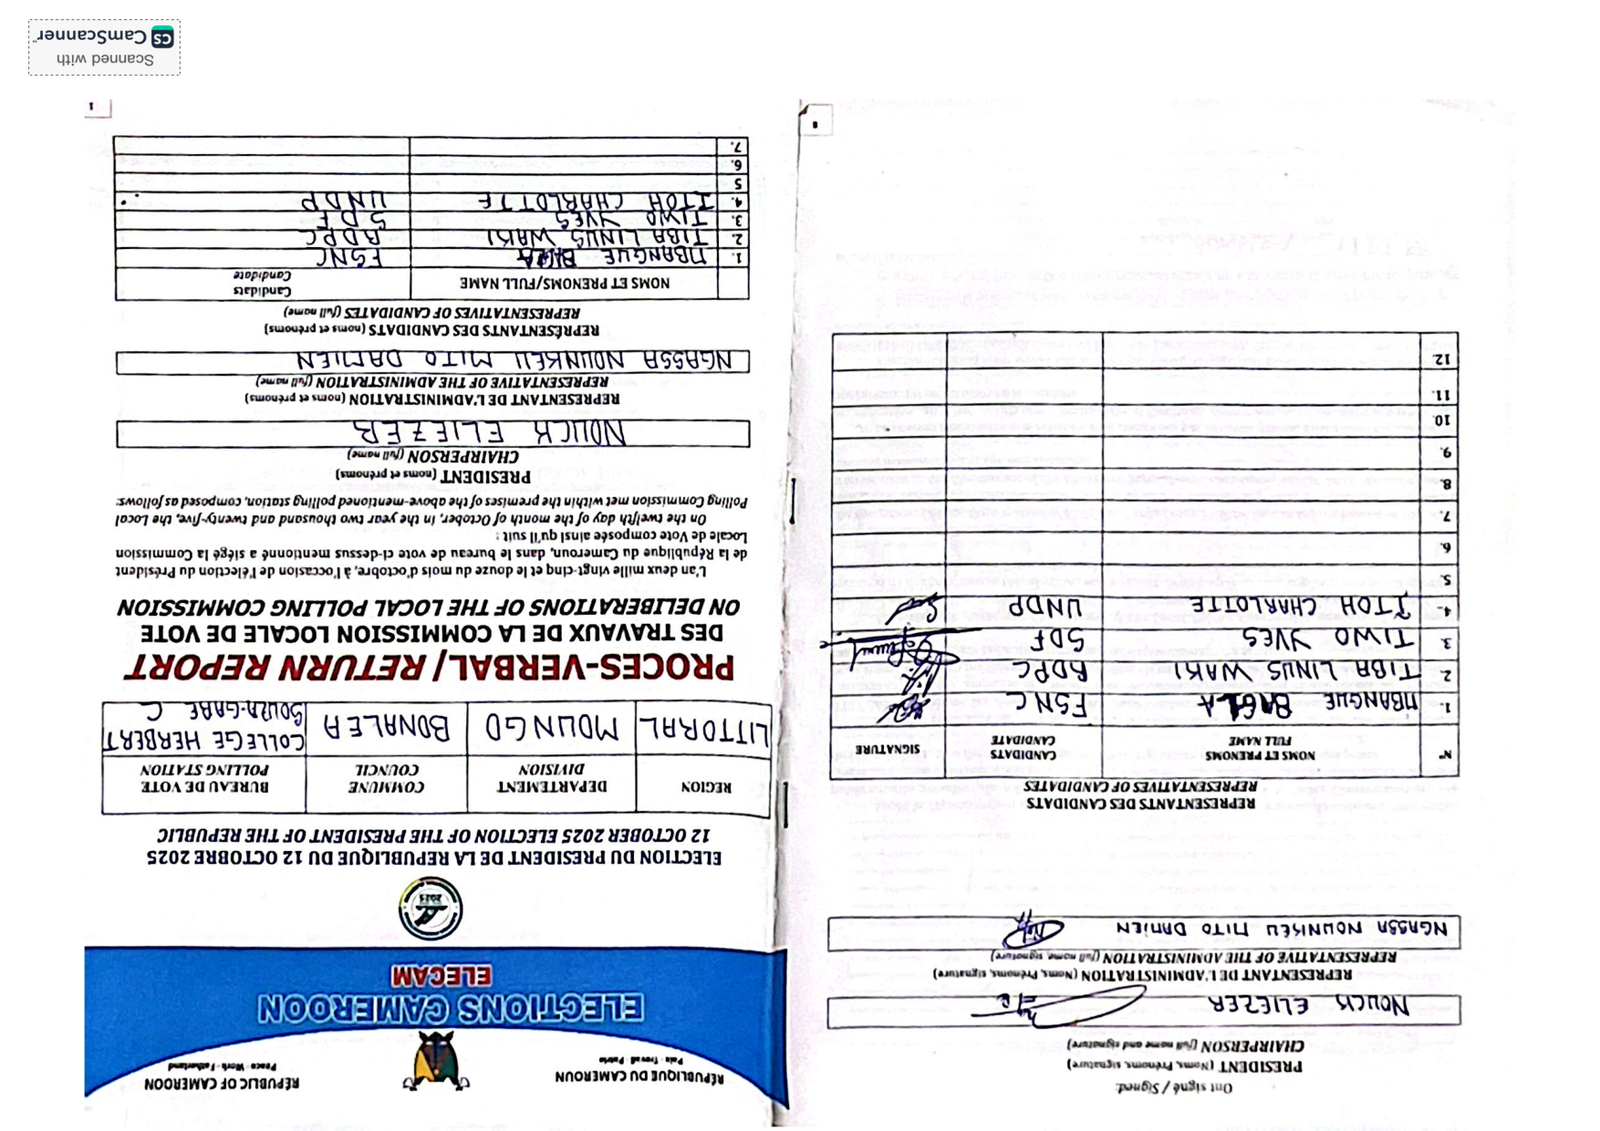 Ont signé / Signed:
PRESIDENT (Noms, Prénoms, signature)
CHAIRPERSON (full name and signature)
NOUCK ELIEZER
REPRESENTANT DE L'ADMINISTRATION (Noms, Prénoms, signature)
REPRESENTATIVE OF THE ADMINISTRATION (full name, signature)
NGASSA NOUNKEU MITO DAMIEN
REPRESENTANTS DES CANDIDATS
REPRESENTATIVES OF CANDIDATES
N° NOMS ET PRENOMS FULL NAME CANDIDATS CANDIDATE SIGNATURE
1. MBANGUE FSNC
2. TIBA LINUS WAKI RDPC
3. TIWO YVES SDF
4. ITOH CHARLOTTE UNDP
5.
6.
7.
8.
9.
10.
11.
12.
8
RÉPUBLIQUE DU CAMEROUN
Paix - Travail - Patrie
RÉPUBLIC OF CAMEROON
Peace - Work - Fatherland
ELECTIONS CAMEROON
ELECAM
2025
ELECTION DU PRESIDENT DE LA REPUBLIQUE DU 12 OCTOBRE 2025
12 OCTOBER 2025 ELECTION OF THE PRESIDENT OF THE REPUBLIC
REGION DEPARTEMENT DIVISION COMMUNE COUNCIL BUREAU DE VOTE POLLING STATION
LITTORAL MOUNGO BONALEA COLLEGE HERBERT SOUZA-GARE C
PROCES-VERBAL/ RETURN REPORT
DES TRAVAUX DE LA COMMISSION LOCALE DE VOTE
ON DELIBERATIONS OF THE LOCAL POLLING COMMISSION
L'an deux mille vingt-cinq et le douze du mois d'octobre, à l'occasion de l'élection du Président
de la République du Cameroun, dans le bureau de vote ci-dessus mentionné a siégé la Commission
Locale de Vote composée ainsi qu'il suit :
On the twelfth day of the month of October, in the year two thousand and twenty-five, the Local
Polling Commission met within the premises of the above-mentioned polling station, composed as follows:
PRESIDENT (noms et prénoms)
CHAIRPERSON (full name)
NOUCK ELIEZER
REPRESENTANT DE L'ADMINISTRATION (noms et prénoms)
REPRESENTATIVE OF THE ADMINISTRATION (full name)
NGASSA NOUNKEU MITO DAMIEN
REPRÉSENTANTS DES CANDIDATS (noms et prénoms)
REPRESENTATIVES OF CANDIDATES (full name)
NOMS ET PRENOMS/FULL NAME Candidats Candidate
1. MBANGUE FSNC
2. TIBA LINUS WAKI RDPC
3. TIWO YVES SDF
4. ITOH CHARLOTTE UNDP
5
6.
7.
1
Scanned with
CS CamScanner